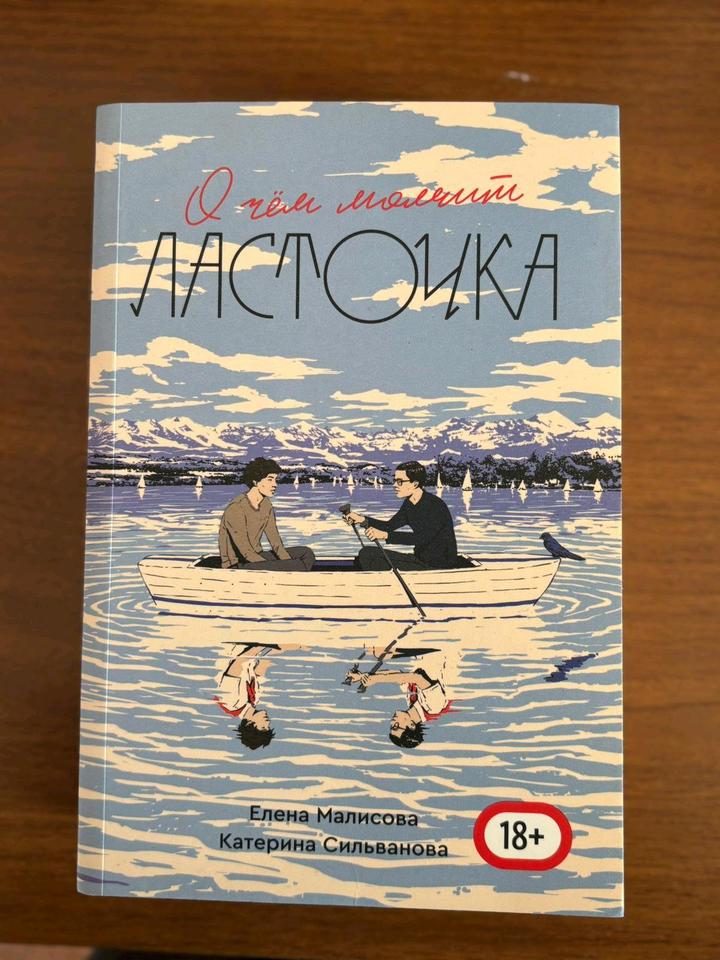 О чём молчит
ЛАСТОЧКА
Елена Малисова
Катерина Сильванова
18+